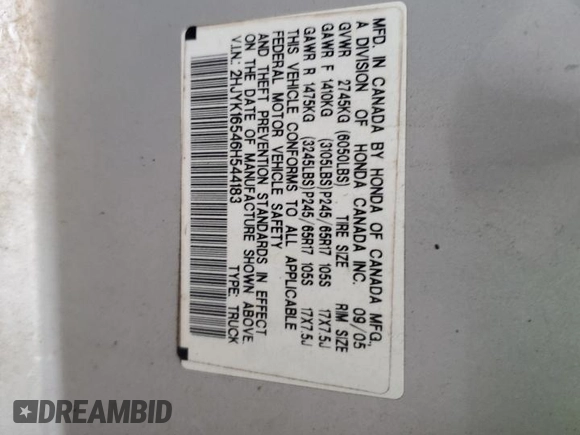 MFD. IN CANADA BY HONDA OF CANADA MFG.,
A DIVISION OF HONDA CANADA INC. 09/05
GVWR 2745KG (6050LBS) TIRE SIZE RIM SIZE
GAWR F 1410KG (3105LBS)P245/65R17 105S 17X7.5J
GAWR R 1475KG (3245LBS)P245/65R17 105S 17X7.5J
THIS VEHICLE CONFORMS TO ALL APPLICABLE
FEDERAL MOTOR VEHICLE SAFETY
AND THEFT PREVENTION STANDARDS IN EFFECT
ON THE DATE OF MANUFACTURE SHOWN ABOVE.
V.I.N.: 2HJYK16546H544183 TYPE: TRUCK
DREAMBID